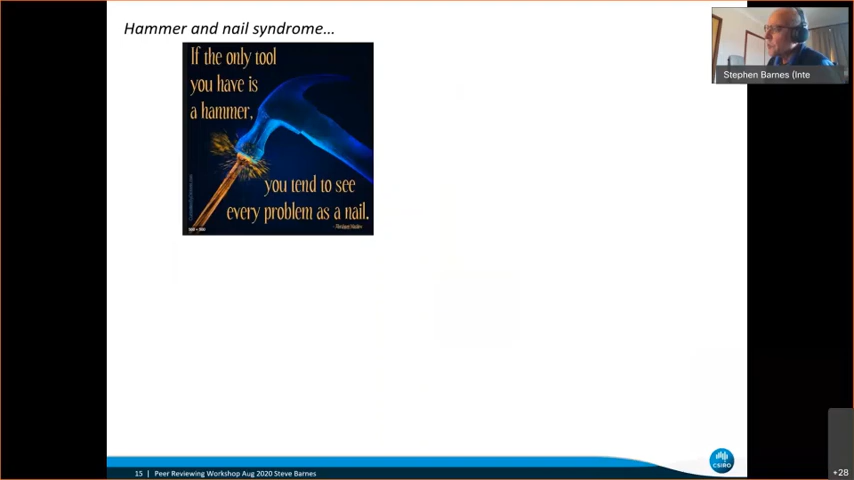 Hammer and nail syndrome...
If the only tool
you have is
a hammer,
you tend to see
every problem as a nail.
Stephen Barnes (Inte
15 | Peer Reviewing Workshop Aug 2020 Steve Barnes
CSIRO
+28